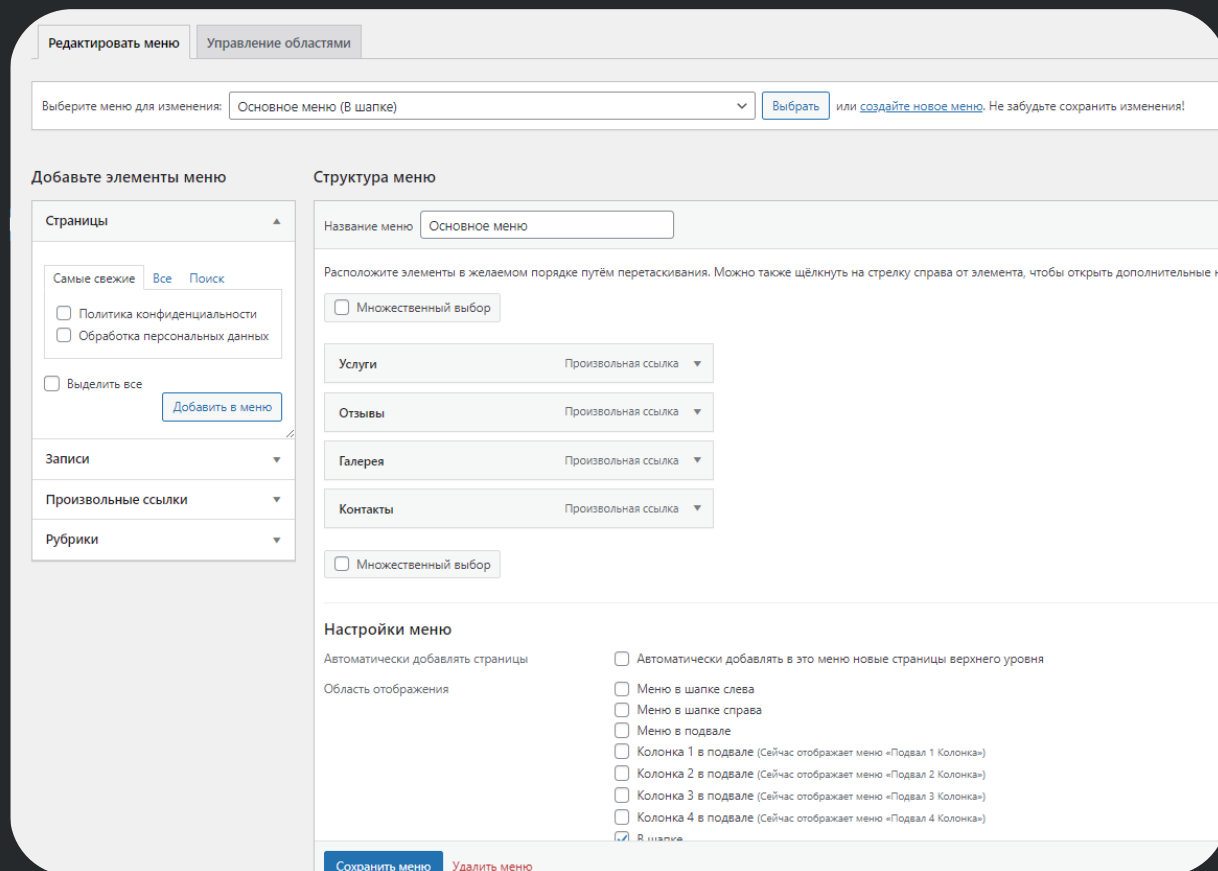 Редактировать меню
Управление областями
Выберите меню для изменения: Основное меню (В шапке) Выбрать или создайте новое меню. Не забудьте сохранить изменения!
Добавьте элементы меню
Страницы
Самые свежие Все Поиск
Политика конфиденциальности
Обработка персональных данных
Выделить все
Добавить в меню
Записи
Произвольные ссылки
Рубрики
Структура меню
Название меню Основное меню
Расположите элементы в желаемом порядке путём перетаскивания. Можно также щёлкнуть на стрелку справа от элемента, чтобы открыть дополнительные
Множественный выбор
Услуги Произвольная ссылка
Отзывы Произвольная ссылка
Галерея Произвольная ссылка
Контакты Произвольная ссылка
Множественный выбор
Настройки меню
Автоматически добавлять страницы Автоматически добавлять в это меню новые страницы верхнего уровня
Область отображения Меню в шапке слева
Меню в шапке справа
Меню в подвале
Колонка 1 в подвале (Сейчас отображает меню «Подвал 1 Колонка»)
Колонка 2 в подвале (Сейчас отображает меню «Подвал 2 Колонка»)
Колонка 3 в подвале (Сейчас отображает меню «Подвал 3 Колонка»)
Колонка 4 в подвале (Сейчас отображает меню «Подвал 4 Колонка»)
В шапке
Сохранить меню Удалить меню